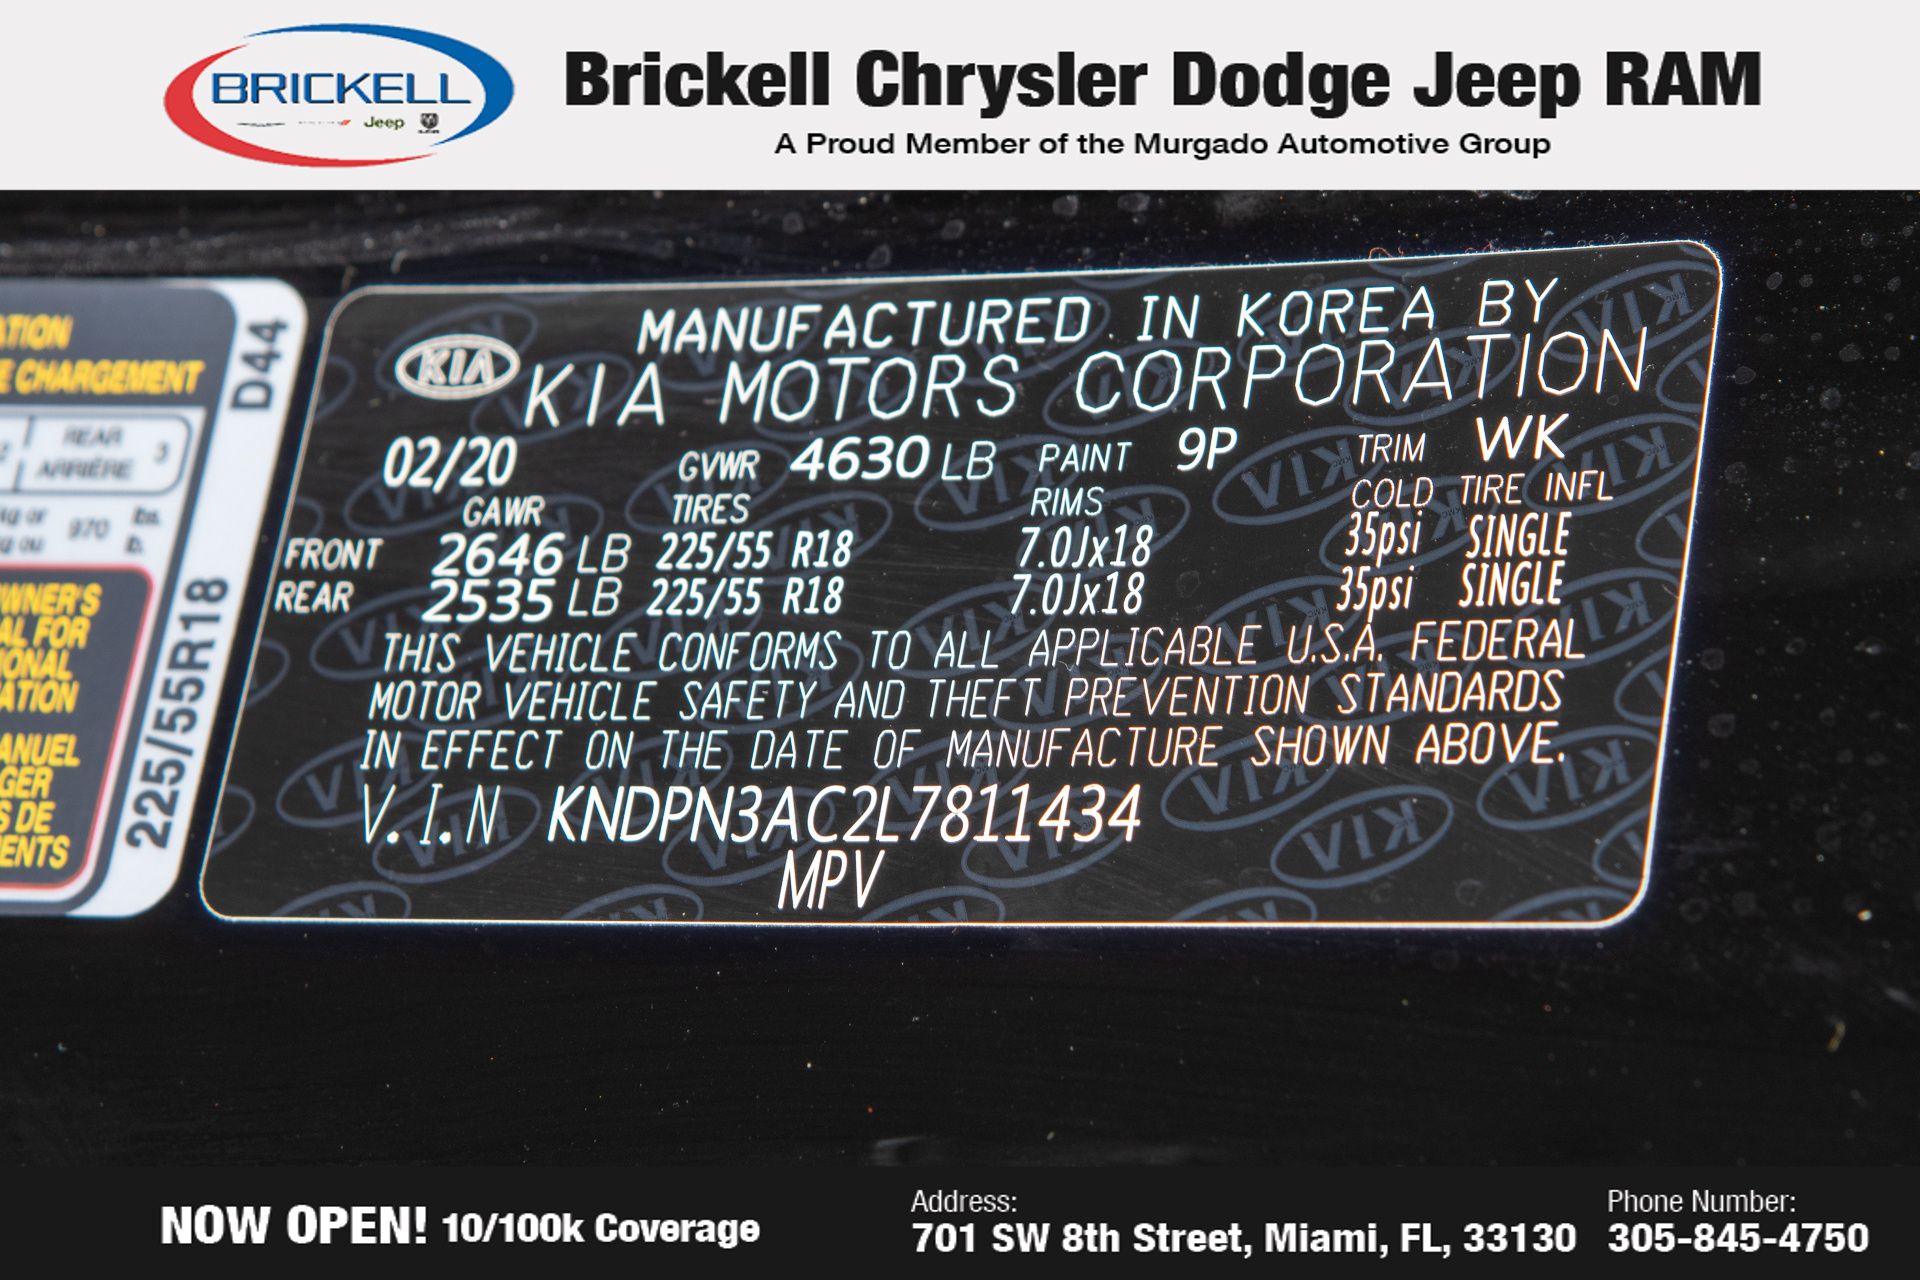 BRICKELL
Jeep
Brickell Chrysler Dodge Jeep RAM
A Proud Member of the Murgado Automotive Group
E CHARGEMENT
REAR
ARRIÈRE 3
970
D44
225/55R18
KIA
MANUFACTURED IN KOREA BY
KIA MOTORS CORPORATION
02/20 GVWR 4630 LB PAINT 9P TRIM WK
GAWR TIRES RIMS COLD TIRE INFL
FRONT 2646 LB 225/55 R18 7.0Jx18 35psi SINGLE
REAR 2535 LB 225/55 R18 7.0Jx18 35psi SINGLE
THIS VEHICLE CONFORMS TO ALL APPLICABLE U.S.A. FEDERAL
MOTOR VEHICLE SAFETY AND THEFT PREVENTION STANDARDS
IN EFFECT ON THE DATE OF MANUFACTURE SHOWN ABOVE.
V.I.N KNDPN3AC2L7811434
MPV
NOW OPEN! 10/100k Coverage
Address:
701 SW 8th Street, Miami, FL, 33130
Phone Number:
305-845-4750